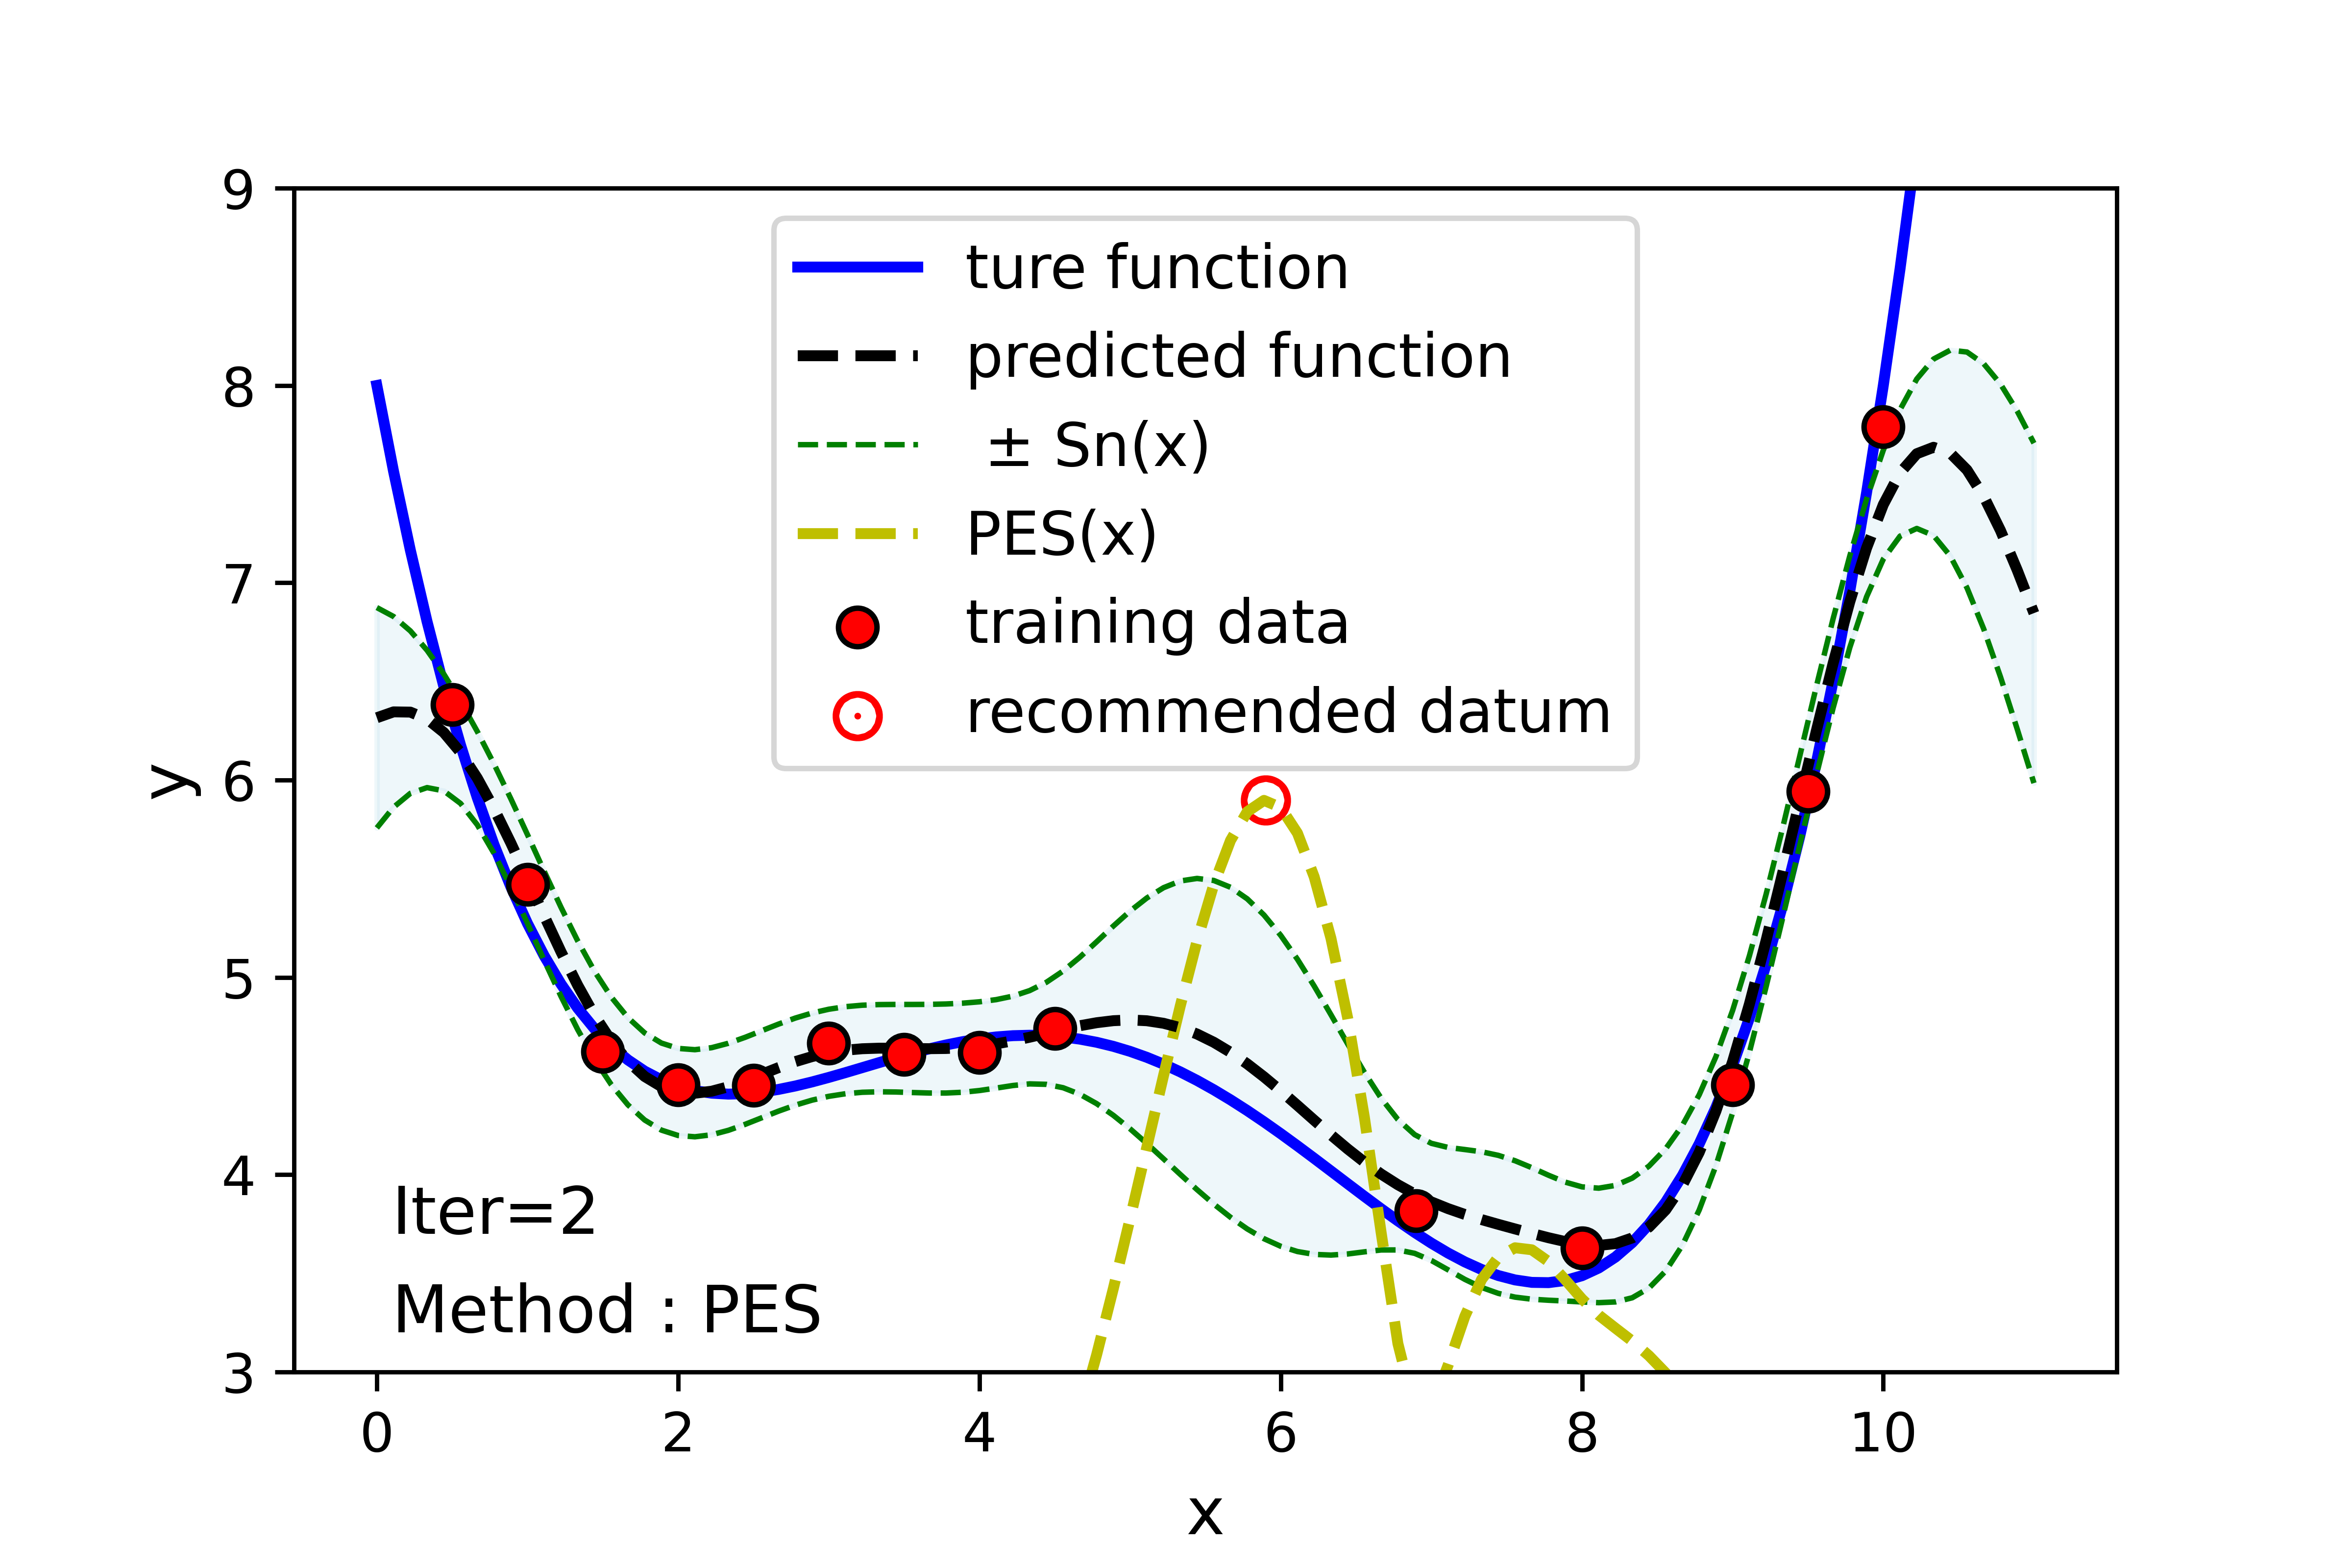 9
8
7
6
5
4
3
y
ture function
predicted function
± Sn(x)
PES(x)
training data
recommended datum
Iter=2
Method : PES
0 2 4 6 8 10
x